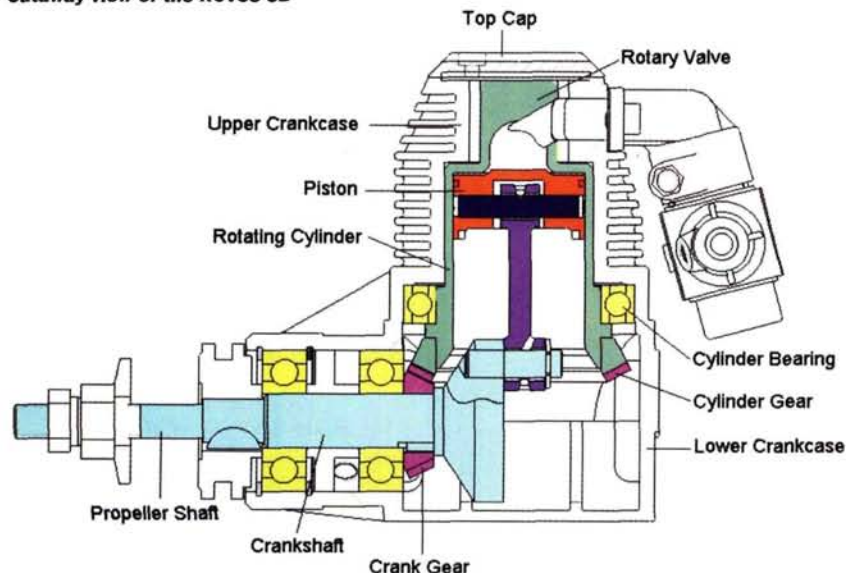 Top Cap
Rotary Valve
Upper Crankcase
Piston
Rotating Cylinder
Cylinder Bearing
Cylinder Gear
Lower Crankcase
Propeller Shaft
Crankshaft
Crank Gear